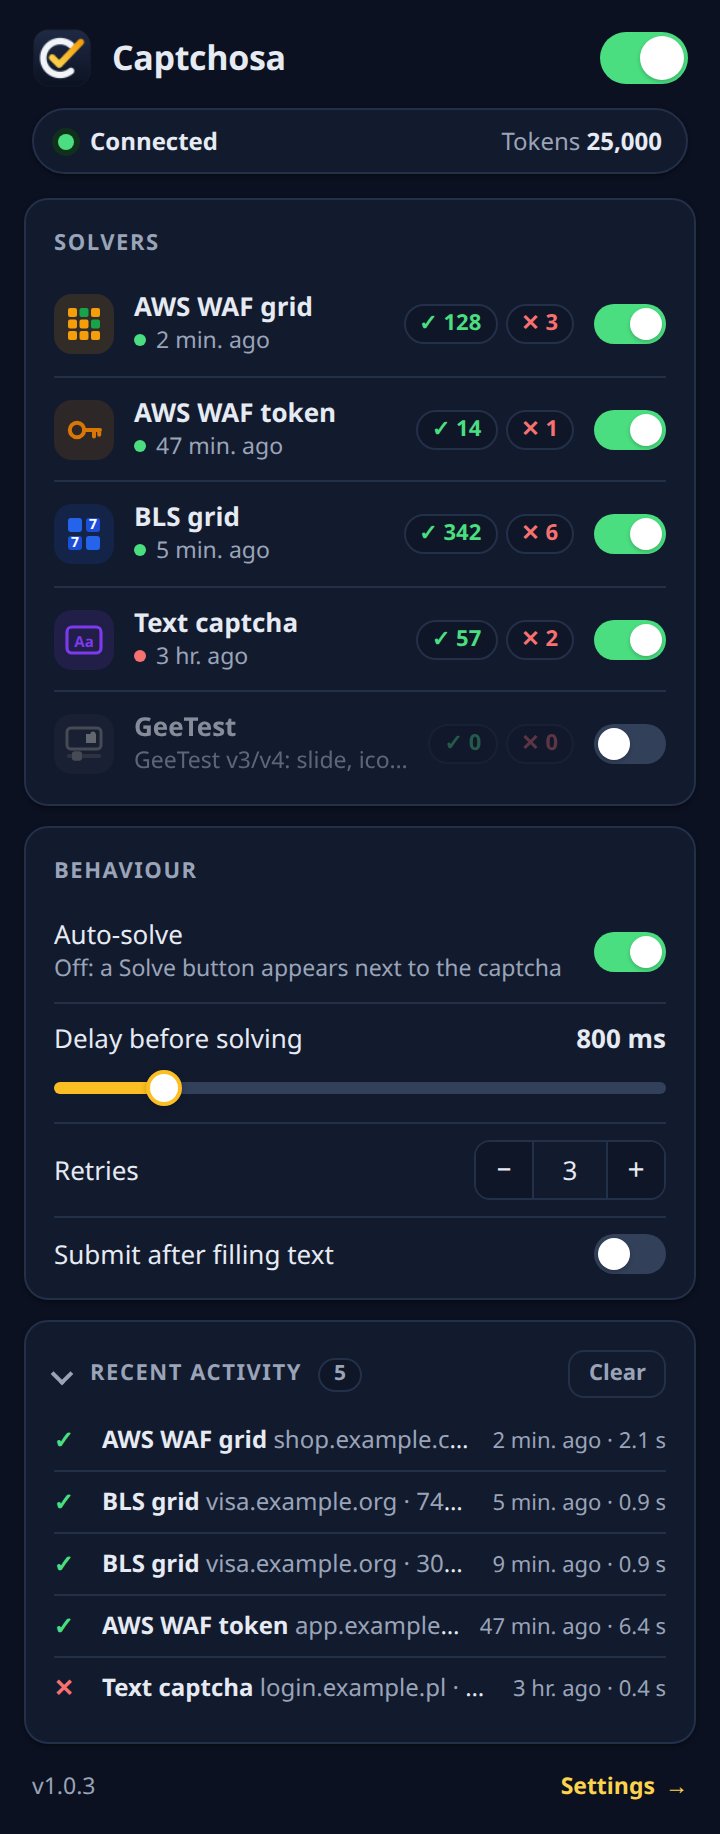 Captchosa
Connected Tokens 25,000
SOLVERS
AWS WAF grid ✓ 128 ✕ 3
2 min. ago
AWS WAF token ✓ 14 ✕ 1
47 min. ago
7
7
BLS grid ✓ 342 ✕ 6
5 min. ago
Aa
Text captcha ✓ 57 ✕ 2
3 hr. ago
GeeTest ✓ 0 ✕ 0
GeeTest v3/v4: slide, ico...
BEHAVIOUR
Auto-solve
Off: a Solve button appears next to the captcha
Delay before solving 800 ms
Retries − 3 +
Submit after filling text
RECENT ACTIVITY 5 Clear
✓ AWS WAF grid shop.example.c... 2 min. ago · 2.1 s
✓ BLS grid visa.example.org · 74... 5 min. ago · 0.9 s
✓ BLS grid visa.example.org · 30... 9 min. ago · 0.9 s
✓ AWS WAF token app.example... 47 min. ago · 6.4 s
✕ Text captcha login.example.pl · ... 3 hr. ago · 0.4 s
v1.0.3 Settings →